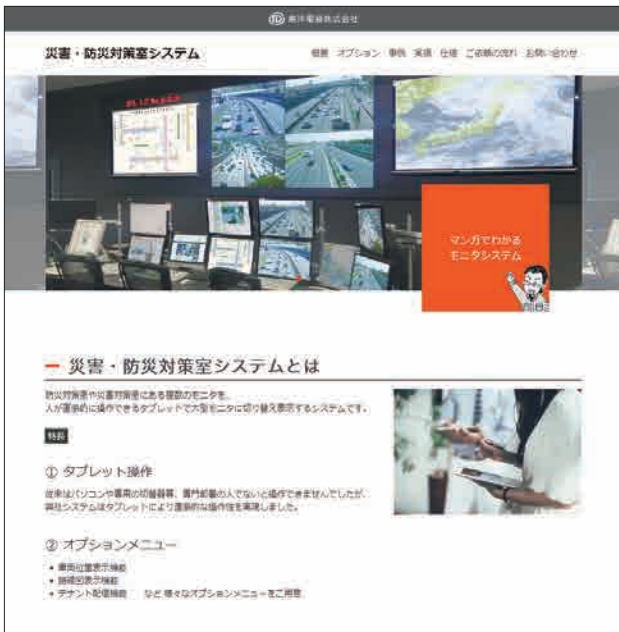 東洋電装株式会社
災害・防災対策室システム
概要 オプション 事例 実績 仕様 ご依頼の流れ お問い合わせ
マンガでわかる
モニタシステム
災害・防災対策室システムとは
防災対策室や災害対策室にある複数のモニタを、
人が直感的に操作できるタブレットで大型モニタに切り替え表示するシステムです。
特長
① タブレット操作
従来はパソコンや専用の切替器等、専門部署の人でないと操作できませんでしたが、
弊社システムはタブレットにより直感的な操作性を実現しました。
② オプションメニュー
• 車両位置表示機能
• 路線図表示機能
• テナント配信機能 など 様々なオプションメニューをご用意